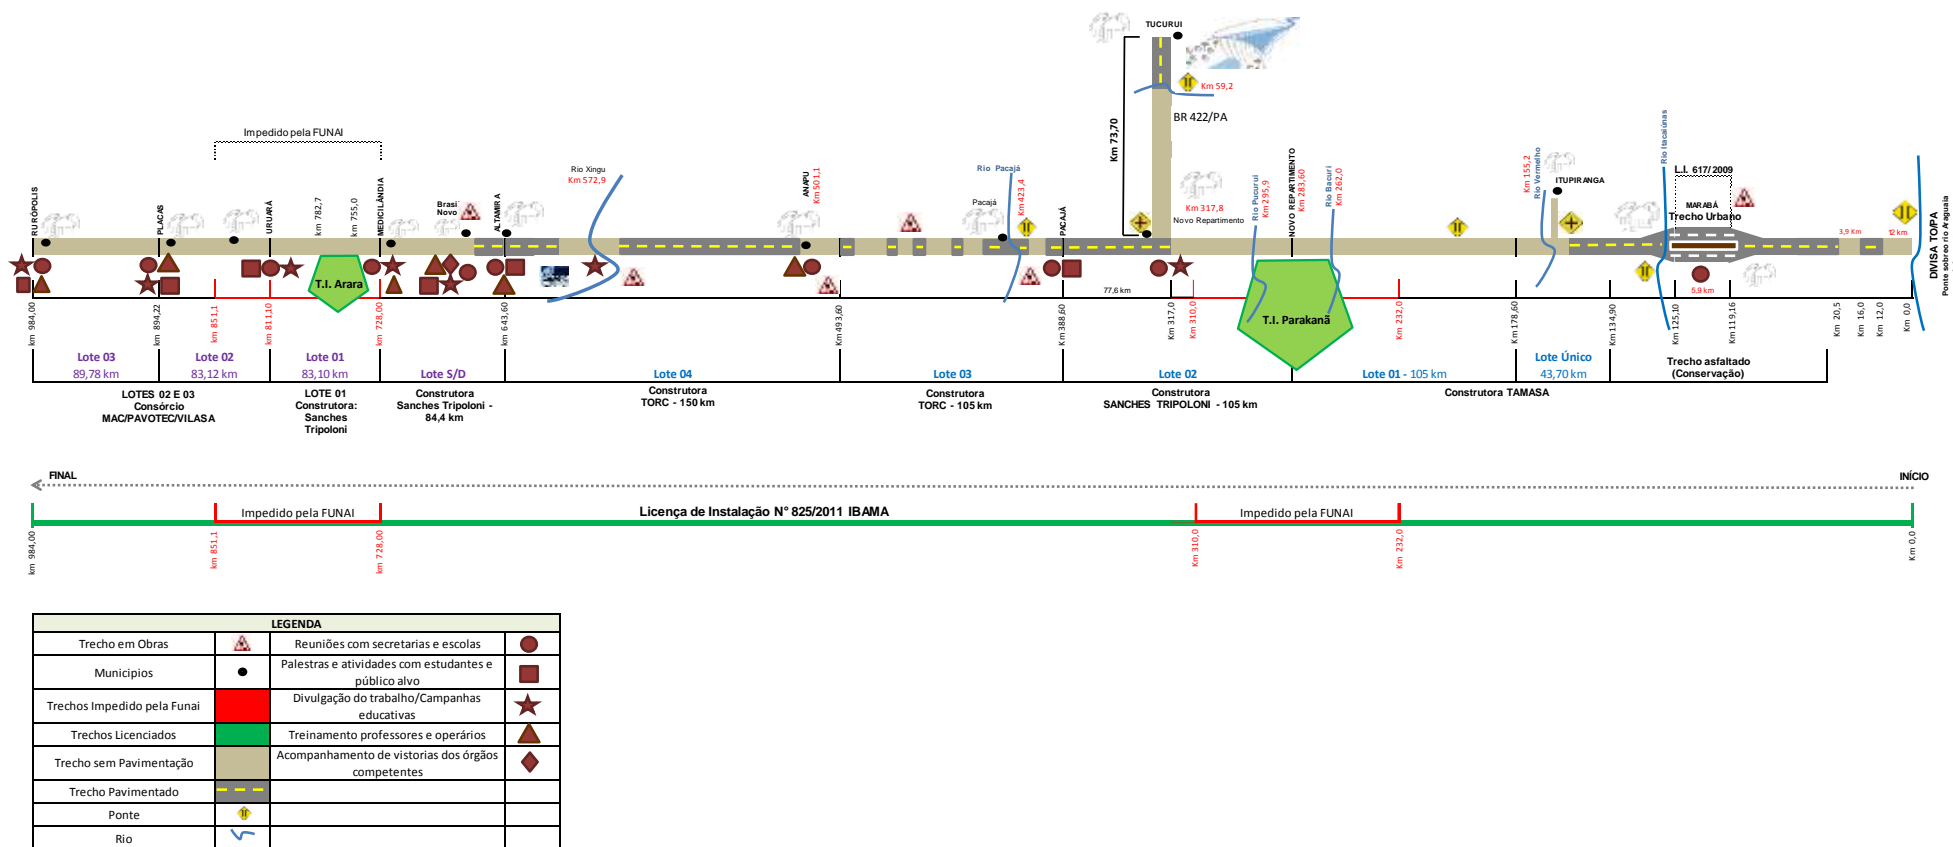 TUCURUI
Km 59,2
BR 422/PA
Km 73,70
Impedido pela FUNAI
L.I. 617/2009
MARABÁ
Trecho Urbano
RURÓPOLIS
PLACAS
URUARÁ
km 782,7
km 755,0
MEDICILÂNDIA
Brasil
Novo
ALTAMIRA
Rio Xingu
Km 572,9
ANAPU
Km 501,1
Rio Pacajá
Pacajá
Km 423,4
PACAJÁ
Km 317,8
Novo Repartimento
Rio Pucurui
Km 295,9
NOVO REPARTIMENTO
Km 283,60
Rio Bacuri
Km 262,0
Km 155,2
Rio Vermelho
ITUPIRANGA
Rio Itacaiúnas
3,9 Km
12 km
DIVISA TO/PA
Ponte sobre rio Araguaia
T.I. Arara
T.I. Parakanã
77,6 km
5,9 km
km 984,00
km 894,22
km 851,1
km 811,10
km 728,00
km 643,60
Km 493,60
Km 388,60
Km 317,0
Km 310,0
Km 232,0
Km 178,60
Km 134,90
Km 125,10
Km 119,16
Km 20,5
Km 16,0
Km 12,0
Km 0,0
Lote 03
89,78 km
Lote 02
83,12 km
Lote 01
83,10 km
Lote S/D
Lote 04
Lote 03
Lote 02
Lote 01 - 105 km
Lote Único
43,70 km
Trecho asfaltado
(Conservação)
LOTES 02 E 03
Consórcio
MAC/PAVOTEC/VILASA
LOTE 01
Construtora:
Sanches
Tripoloni
Construtora
Sanches Tripoloni -
84,4 km
Construtora
TORC - 150 km
Construtora
TORC - 105 km
Construtora
SANCHES TRIPOLONI - 105 km
Construtora TAMASA
FINAL
INÍCIO
Impedido pela FUNAI
Licença de Instalação N° 825/2011 IBAMA
Impedido pela FUNAI
km 984,00
km 851,1
km 728,00
Km 310,0
Km 232,0
Km 0,0
LEGENDA
Trecho em Obras
Reuniões com secretarias e escolas
Municipios
Palestras e atividades com estudantes e
público alvo
Trechos Impedido pela Funai
Divulgação do trabalho/Campanhas
educativas
Trechos Licenciados
Treinamento professores e operários
Trecho sem Pavimentação
Acompanhamento de vistorias dos órgãos
competentes
Trecho Pavimentado
Ponte
Rio